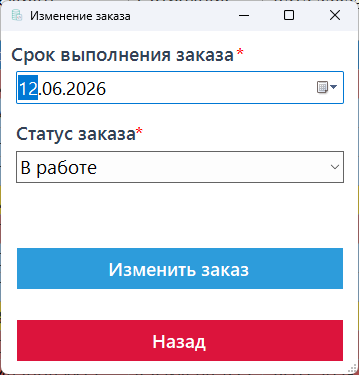 Изменение заказа
Срок выполнения заказа *
12.06.2026
Статус заказа*
В работе
Изменить заказ
Назад